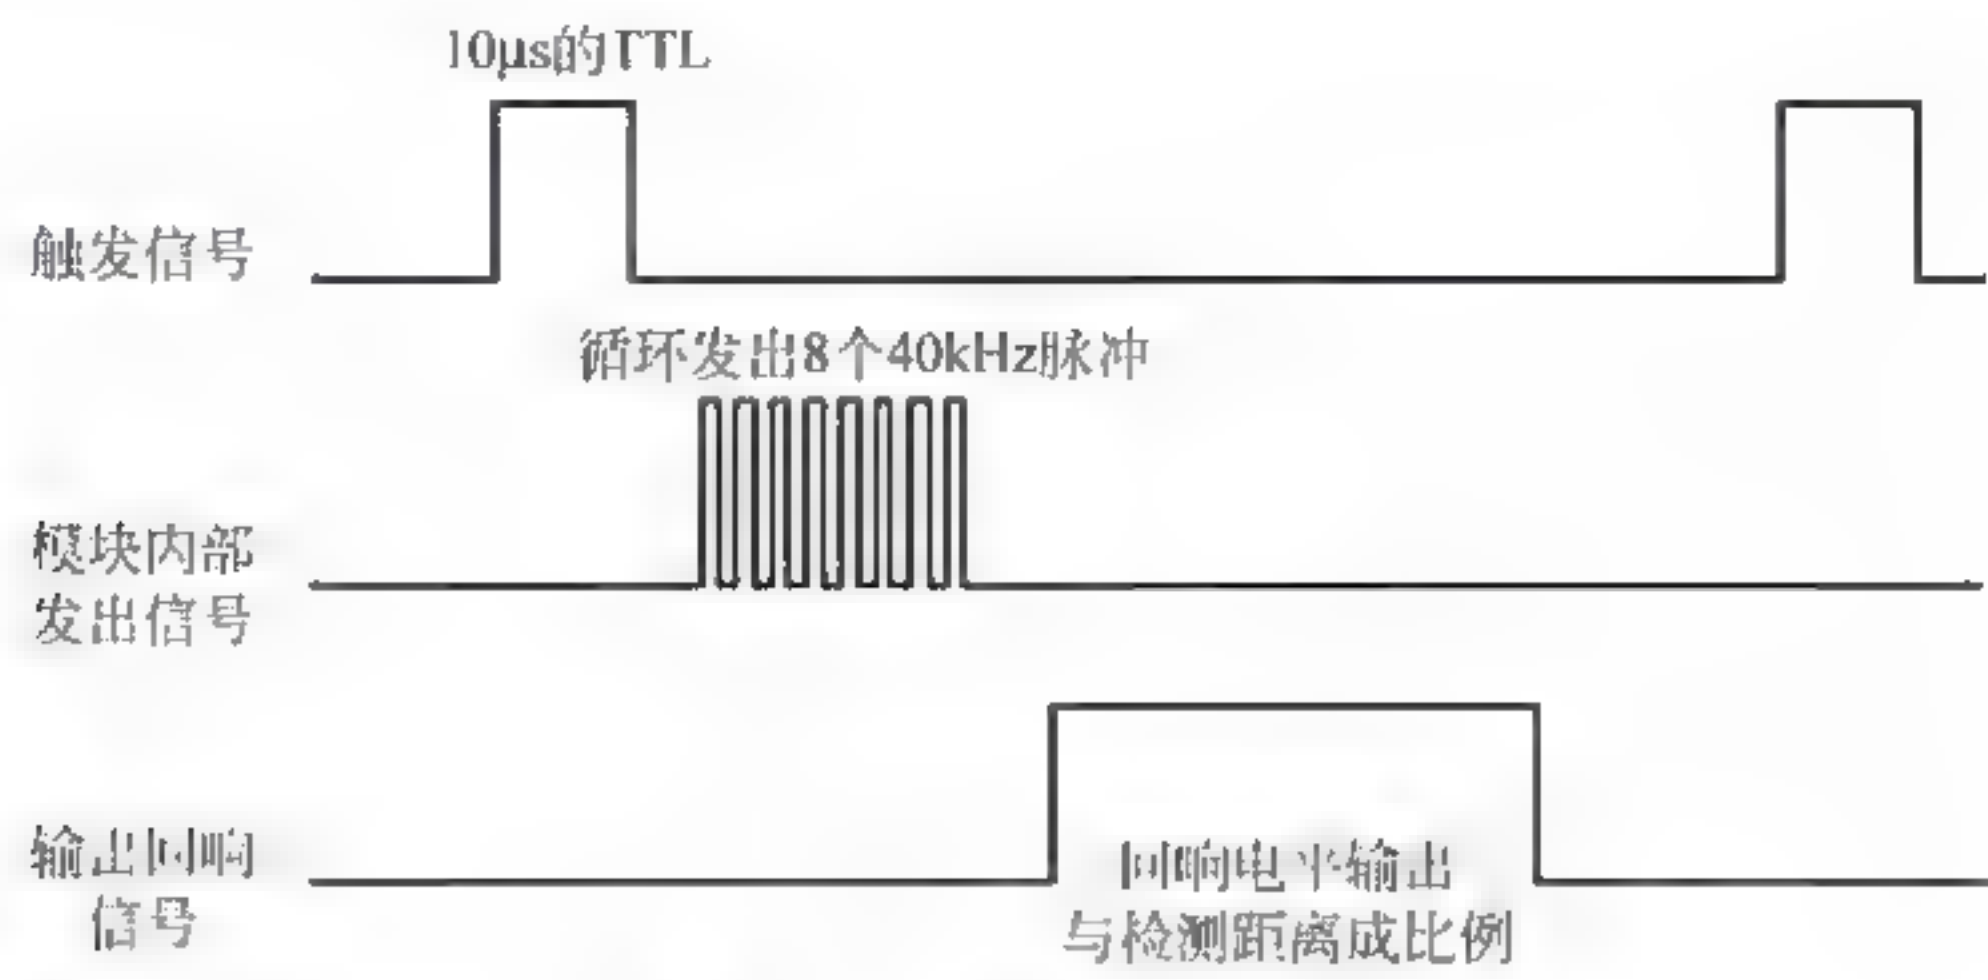 10μs的TTL
触发信号
循环发出8个40kHz脉冲
模块内部
发出信号
输出回响
信号
回响电平输出
与检测距离成比例